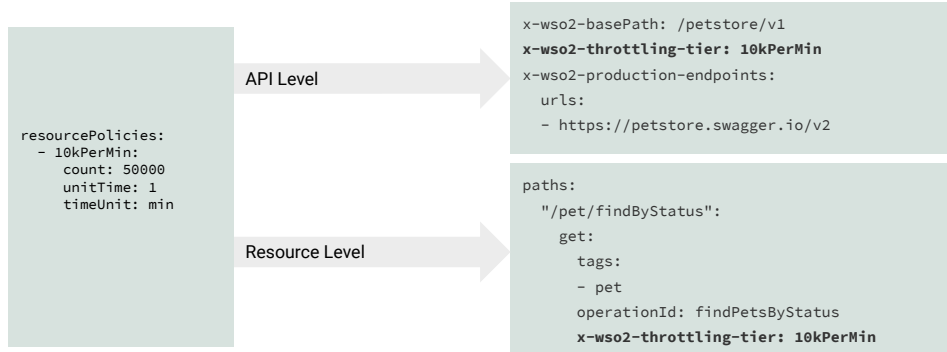 resourcePolicies:
- 10kPerMin:
count: 50000
unitTime: 1
timeUnit: min
API Level
Resource Level
x-wso2-basePath: /petstore/v1
x-wso2-throttling-tier: 10kPerMin
x-wso2-production-endpoints:
urls:
- https://petstore.swagger.io/v2
paths:
"/pet/findByStatus":
get:
tags:
- pet
operationId: findPetsByStatus
x-wso2-throttling-tier: 10kPerMin